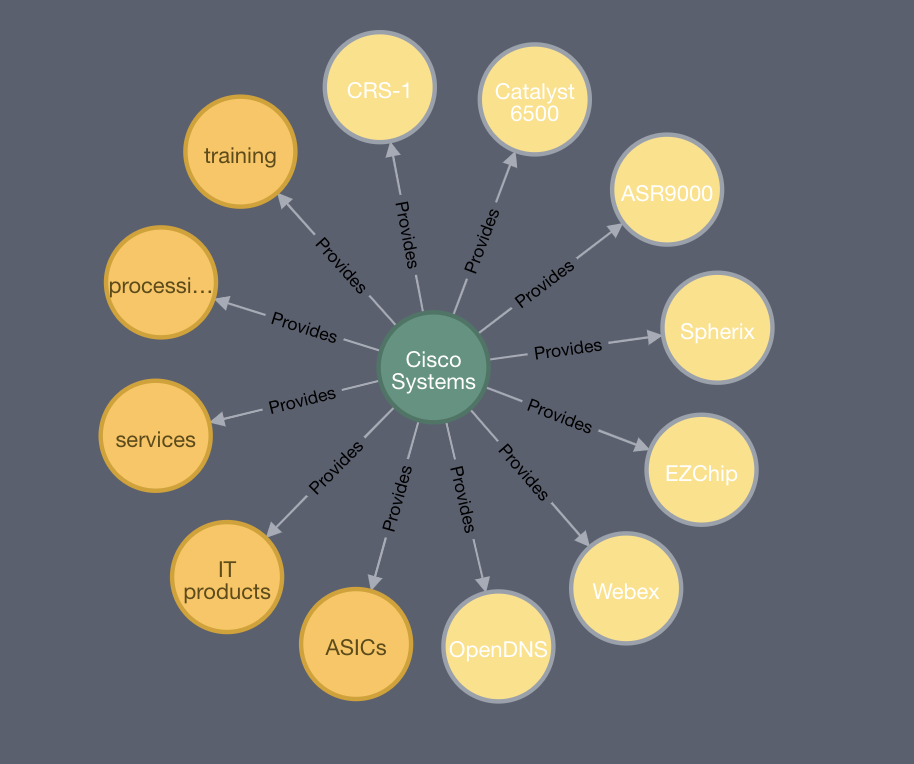 CRS-1
Catalyst
6500
training
ASR9000
Provides
Provides
Provides
Provides
processi...
Provides
Provides
Spherix
Provides
Cisco
Systems
Provides
Provides
services
EZChip
Provides
Provides
Provides
Provides
IT
products
Webex
ASICs
OpenDNS